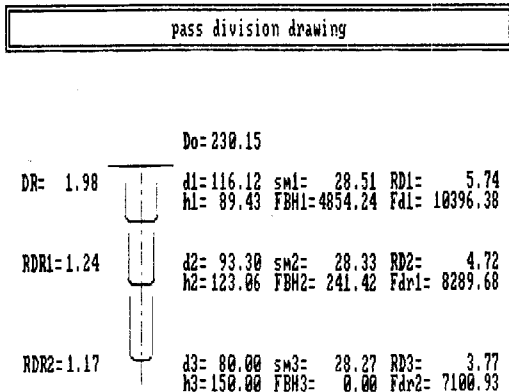 pass division drawing
Do=230.15
DR= 1.98 d1=116.12 sm1= 28.51 RD1= 5.74
h1= 89.43 FBH1=4854.24 Fd1= 10396.38
RDR1=1.24 d2= 93.30 sm2= 28.33 RD2= 4.72
h2=123.06 FBH2= 241.42 Fdr1= 8289.68
RDR2=1.17 d3= 80.00 sm3= 28.27 RD3= 3.77
h3=150.00 FBH3= 0.00 Fdr2= 7100.93